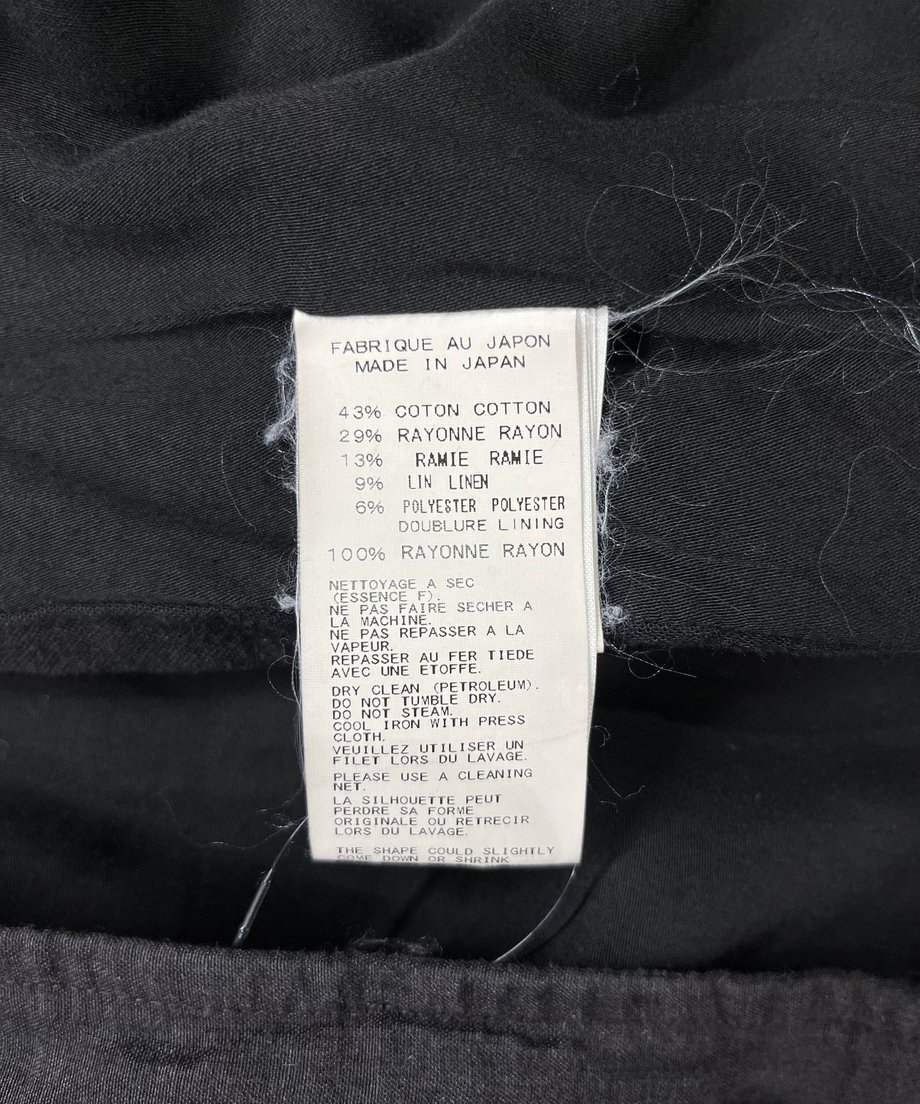 FABRIQUE AU JAPON
MADE IN JAPAN
43% COTON COTTON
29% RAYONNE RAYON
13% RAMIE RAMIE
9% LIN LINEN
6% POLYESTER POLYESTER
DOUBLURE LINING
100% RAYONNE RAYON
NETTOYAGE A SEC
(ESSENCE F).
NE PAS FAIRE SECHER A
LA MACHINE.
NE PAS REPASSER A LA
VAPEUR.
REPASSER AU FER TIEDE
AVEC UNE ETOFFE.
DRY CLEAN (PETROLEUM).
DO NOT TUMBLE DRY.
DO NOT STEAM.
COOL IRON WITH PRESS
CLOTH.
VEUILLEZ UTILISER UN
FILET LORS DU LAVAGE.
PLEASE USE A CLEANING
NET.
LA SILHOUETTE PEUT
PERDRE SA FORME
ORIGINALE OU RETRECIR
LORS DU LAVAGE.
THE SHAPE COULD SLIGHTLY
COME DOWN OR SHRINK